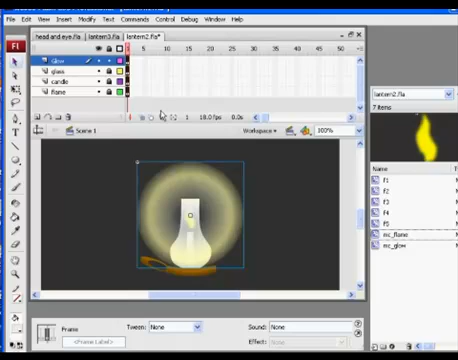 File Edit View Insert Modify Text Commands Control Debug Window Help
head and eye.fla lantern3.fla lantern2.fla*
Fl
5 10 15 20 25 30 35 40 45 50
Glow
glass
candle
flame
1 18.0 fps 0.0s
Scene 1 Workspace 100%
lantern2.fla
7 items
Name
f1
f2
f3
f4
f5
mc_flame
mc_glow
Frame Tween: None Sound: None
<Frame Label> Effect: None